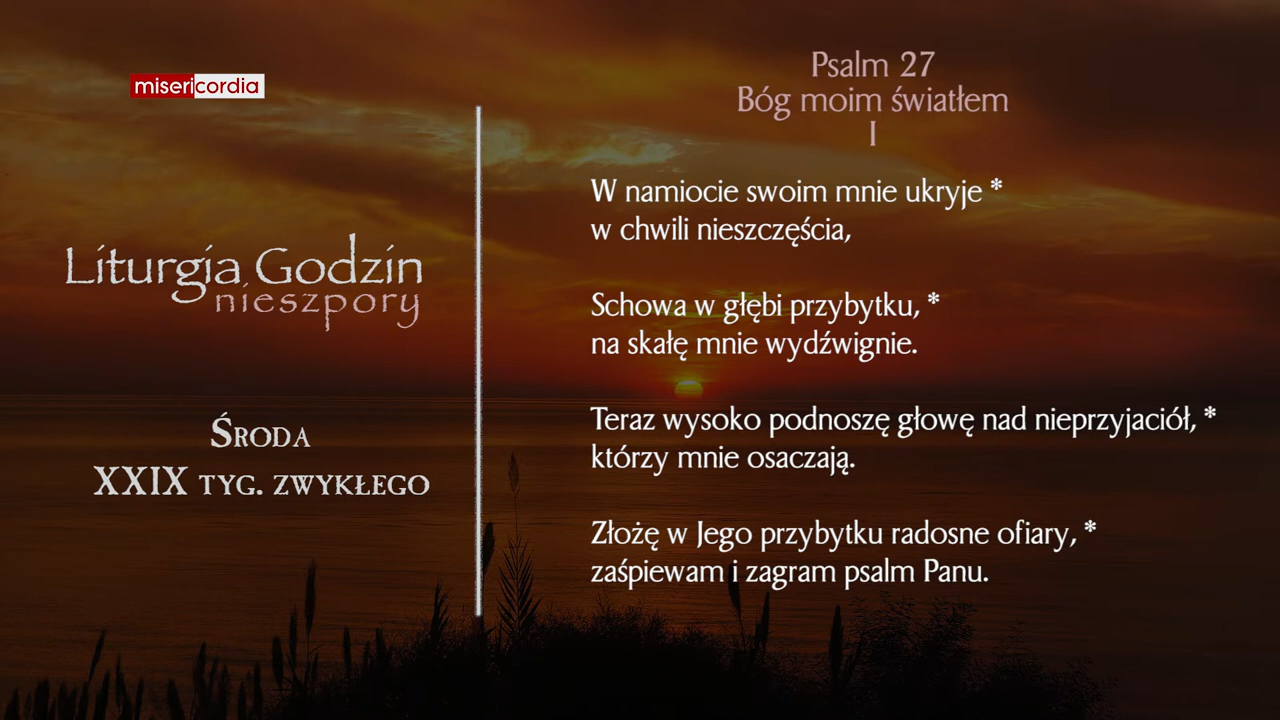 misericordia
Liturgia Godzin
nieszpory
Środa
XXIX tyg. zwykłego
Psalm 27
Bóg moim światłem
I
W namiocie swoim mnie ukryje *
w chwili nieszczęścia,
Schowa w głębi przybytku, *
na skałę mnie wydźwignie.
Teraz wysoko podnoszę głowę nad nieprzyjaciół, *
którzy mnie osaczają.
Złożę w Jego przybytku radosne ofiary, *
zaśpiewam i zagram psalm Panu.